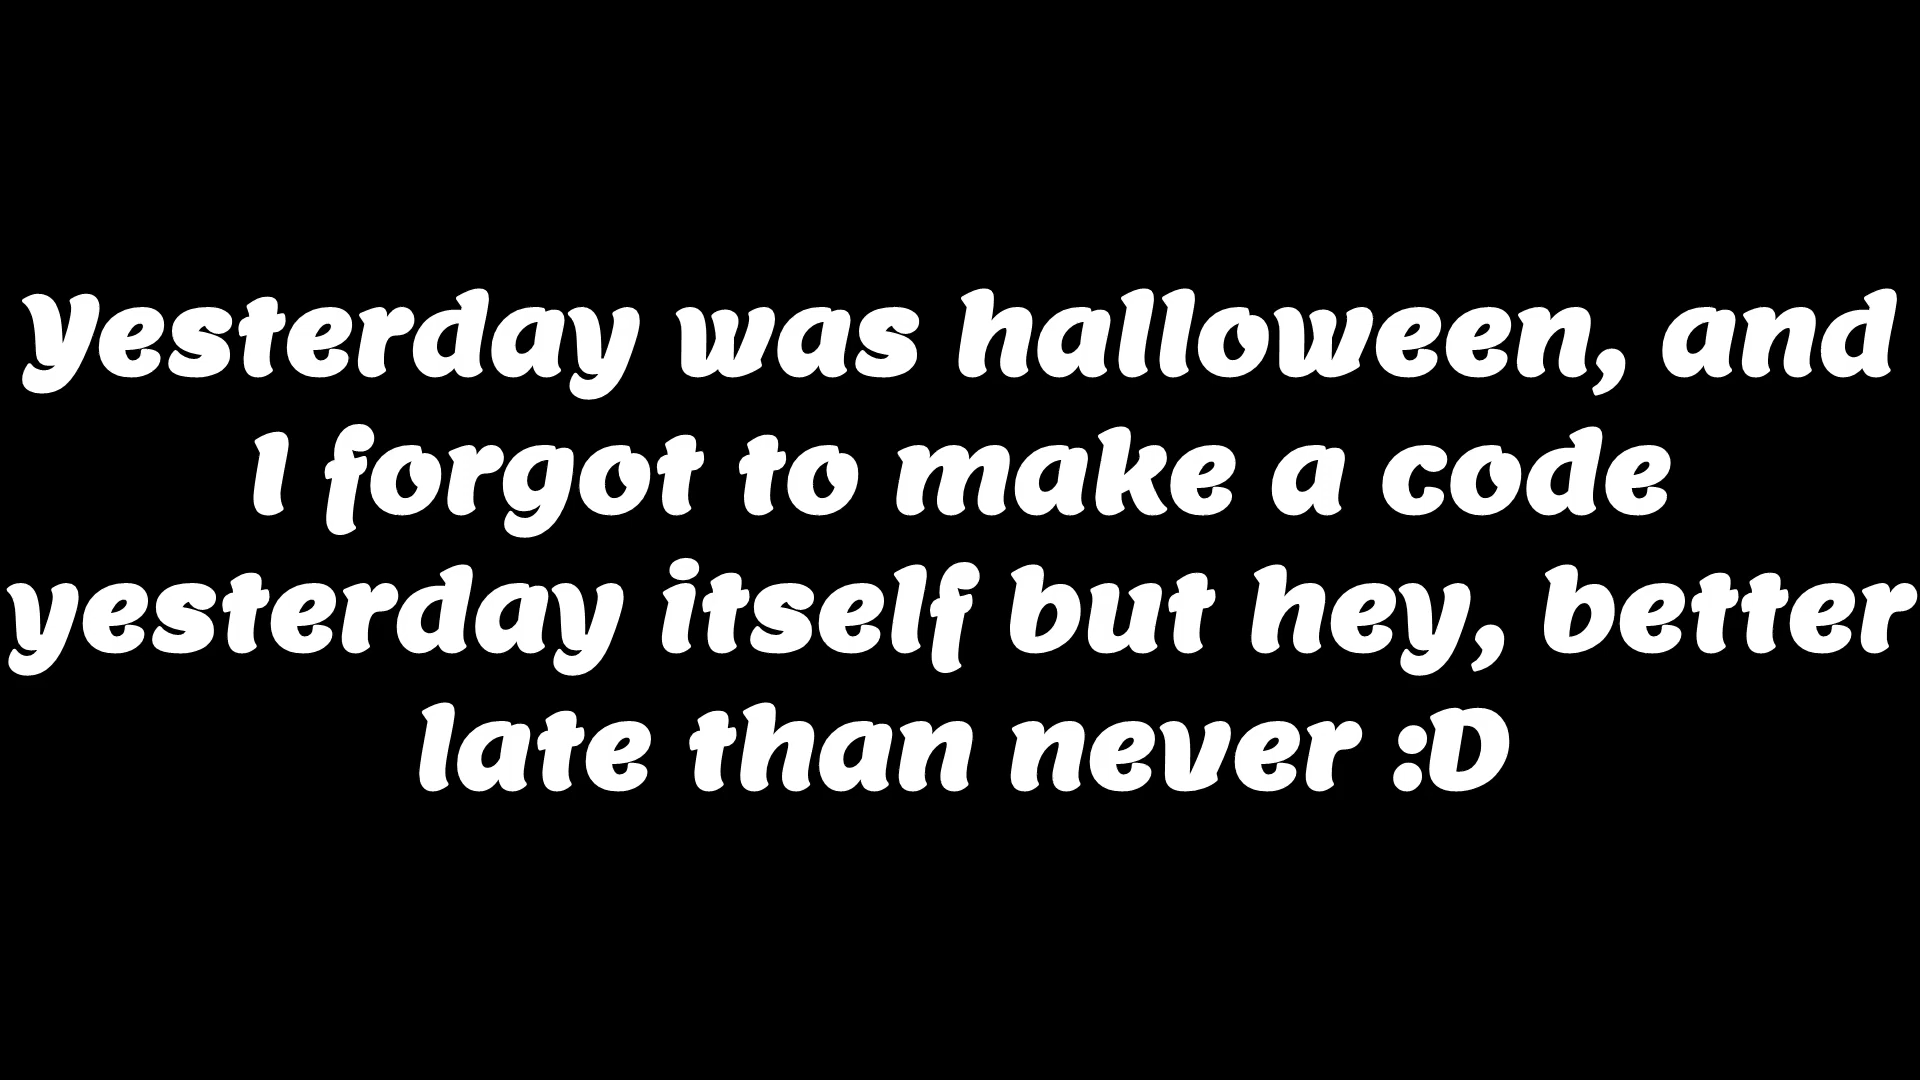 Yesterday was halloween, and
I forgot to make a code
yesterday itself but hey, better
late than never :D